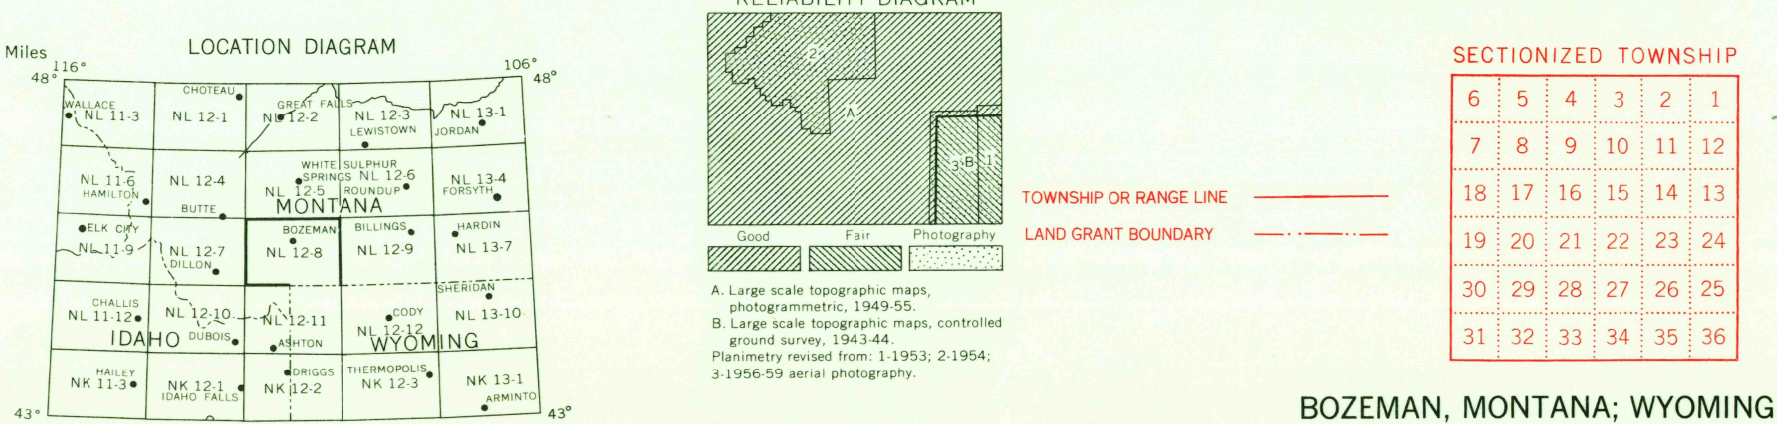 Miles
LOCATION DIAGRAM
116° 106°
48° 48°
WALLACE
NL 11-3
CHOTEAU
NL 12-1
GREAT FALLS
NL 12-2
NL 12-3
LEWISTOWN
NL 13-1
JORDAN
NL 11-6
HAMILTON
NL 12-4
BUTTE
WHITE SULPHUR
SPRINGS
NL 12-5
NL 12-6
ROUNDUP
NL 13-4
FORSYTH
MONTANA
ELK CITY
NL 11-9
NL 12-7
DILLON
BOZEMAN
NL 12-8
BILLINGS
NL 12-9
HARDIN
NL 13-7
CHALLIS
NL 11-12
NL 12-10
DUBOIS
NL 12-11
ASHTON
CODY
NL 12-12
SHERIDAN
NL 13-10
IDAHO
WYOMING
HAILEY
NK 11-3
NK 12-1
IDAHO FALLS
DRIGGS
NK 12-2
THERMOPOLIS
NK 12-3
NK 13-1
ARMINTO
43° 43°
RELIABILITY DIAGRAM
2
A
3 B 1
Good Fair Photography
A. Large scale topographic maps,
photogrammetric, 1949-55.
B. Large scale topographic maps, controlled
ground survey, 1943-44.
Planimetry revised from: 1-1953; 2-1954;
3-1956-59 aerial photography.
TOWNSHIP OR RANGE LINE
LAND GRANT BOUNDARY
SECTIONIZED TOWNSHIP
6 5 4 3 2 1
7 8 9 10 11 12
18 17 16 15 14 13
19 20 21 22 23 24
30 29 28 27 26 25
31 32 33 34 35 36
BOZEMAN, MONTANA; WYOMING